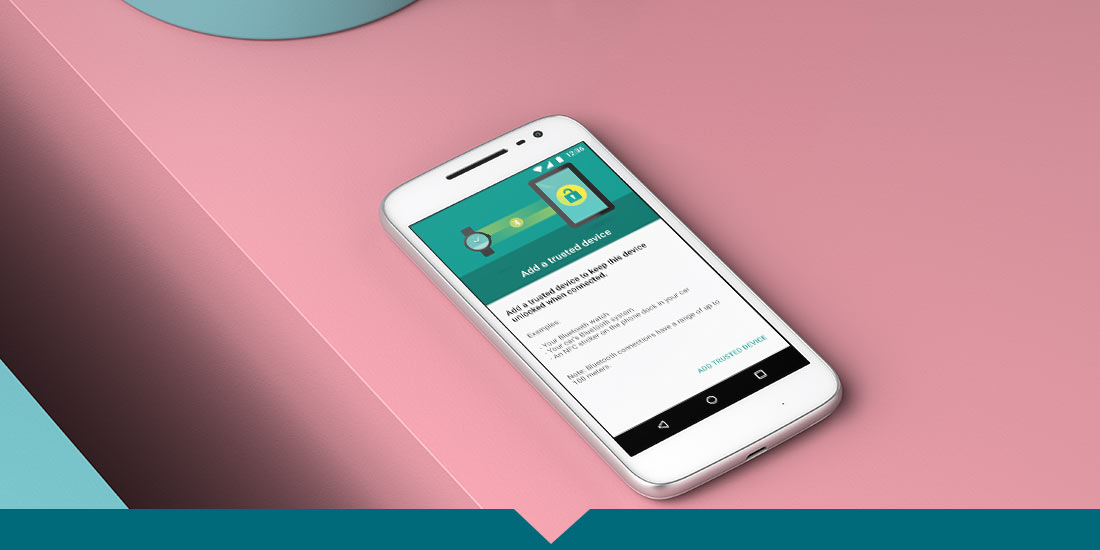 12:36
Add a trusted device
Add a trusted device to keep this device
unlocked when connected.
Examples:
- Your Bluetooth watch
- Your car's Bluetooth system
- An NFC sticker on the phone dock in your car
Note: Bluetooth connections have a range of up to
100 meters.
ADD TRUSTED DEVICE